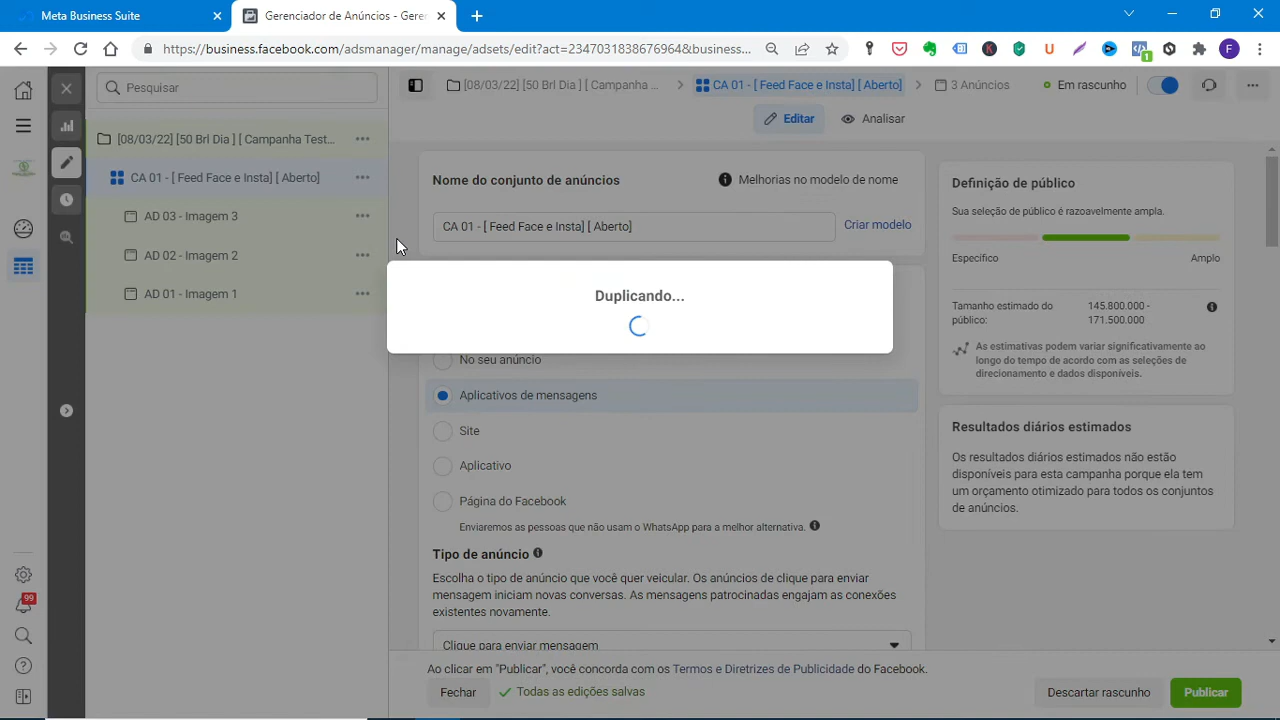 Meta Business Suite
Gerenciador de Anúncios - Geren
https://business.facebook.com/adsmanager/manage/adsets/edit?act=2347031838676964&business...
1
F
Pesquisar
[08/03/22] [50 Brl Dia ] [ Campanha ...
CA 01 - [ Feed Face e Insta] [ Aberto]
3 Anúncios
Em rascunho
Editar
Analisar
[08/03/22] [50 Brl Dia ] [ Campanha Test...
CA 01 - [ Feed Face e Insta] [ Aberto]
AD 03 - Imagem 3
AD 02 - Imagem 2
AD 01 - Imagem 1
99
Nome do conjunto de anúncios
Melhorias no modelo de nome
CA 01 - [ Feed Face e Insta] [ Aberto]
Criar modelo
Duplicando...
No seu anúncio
Aplicativos de mensagens
Site
Aplicativo
Página do Facebook
Enviaremos as pessoas que não usam o WhatsApp para a melhor alternativa.
Tipo de anúncio
Escolha o tipo de anúncio que você quer veicular. Os anúncios de clique para enviar
mensagem iniciam novas conversas. As mensagens patrocinadas engajam as conexões
existentes novamente.
Clique para enviar mensagem
Definição de público
Sua seleção de público é razoavelmente ampla.
Específico
Amplo
Tamanho estimado do
público:
145.800.000 -
171.500.000
As estimativas podem variar significativamente ao
longo do tempo de acordo com as seleções de
direcionamento e dados disponíveis.
Resultados diários estimados
Os resultados diários estimados não estão
disponíveis para esta campanha porque ela tem
um orçamento otimizado para todos os conjuntos
de anúncios.
Ao clicar em "Publicar", você concorda com os Termos e Diretrizes de Publicidade do Facebook.
Fechar
Todas as edições salvas
Descartar rascunho
Publicar